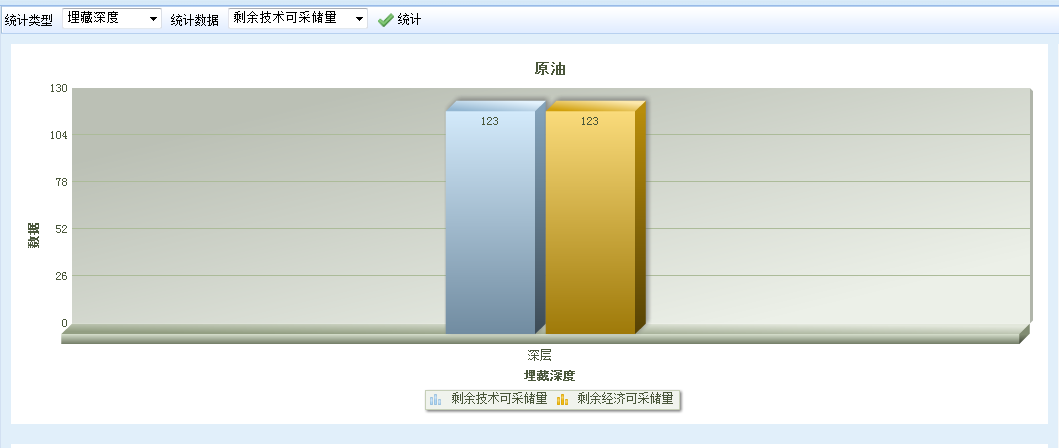 统计类型 埋藏深度 统计数据 剩余技术可采储量 统计
原油
130
104
78
52
26
0
数据
123 123
深层
埋藏深度
剩余技术可采储量 剩余经济可采储量